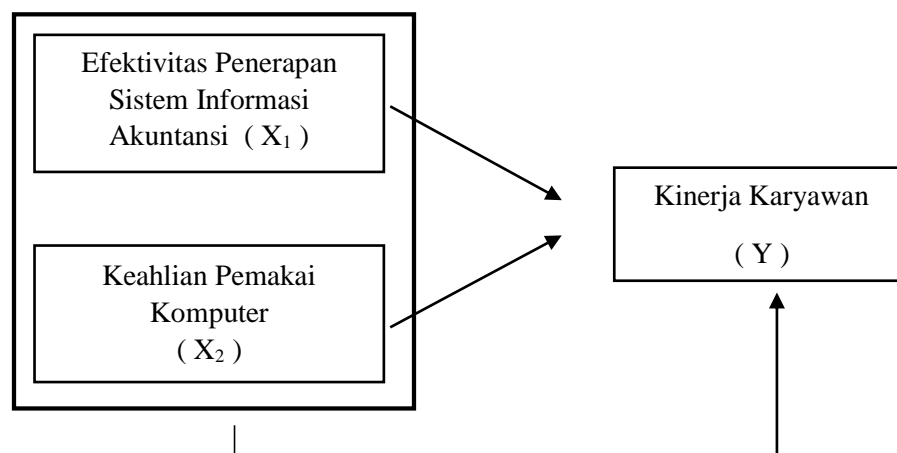 Efektivitas Penerapan
Sistem Informasi
Akuntansi ( X₁ )
Keahlian Pemakai
Komputer
( X₂ )
Kinerja Karyawan
( Y )